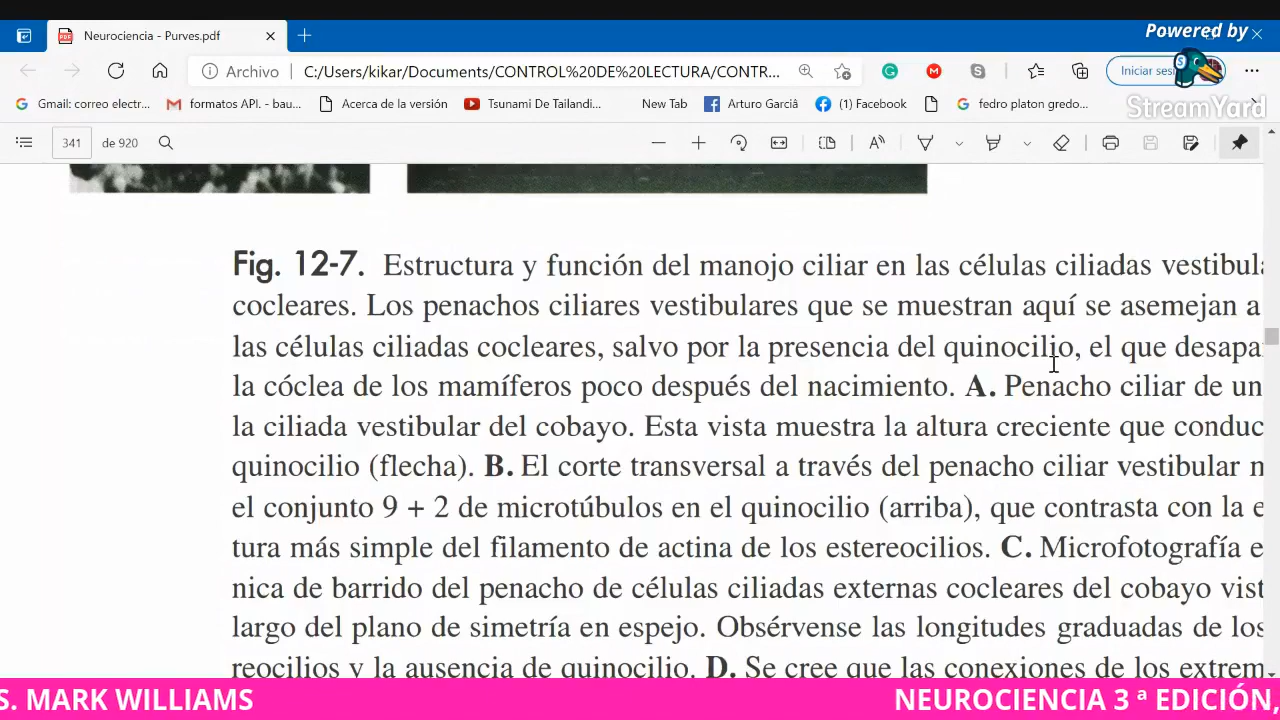 Powered by
Neurociencia - Purves.pdf
Archivo
C:/Users/kikar/Documents/CONTROL%20DE%20LECTURA/CONTR...
Iniciar
StreamYard
Gmail: correo electr...
formatos API. - bau...
Acerca de la versión
Tsunami De Tailandi...
New Tab
Arturo Garciâ
(1) Facebook
fedro platon gredo...
341
de 920
Fig. 12-7. Estructura y función del manojo ciliar en las células ciliadas vestibula
cocleares. Los penachos ciliares vestibulares que se muestran aquí se asemejan a
las células ciliadas cocleares, salvo por la presencia del quinocilio, el que desapa
la cóclea de los mamíferos poco después del nacimiento. A. Penacho ciliar de un
la ciliada vestibular del cobayo. Esta vista muestra la altura creciente que conduc
quinocilio (flecha). B. El corte transversal a través del penacho ciliar vestibular
el conjunto 9 + 2 de microtúbulos en el quinocilio (arriba), que contrasta con la e
tura más simple del filamento de actina de los estereocilios. C. Microfotografía e
nica de barrido del penacho de células ciliadas externas cocleares del cobayo vist
largo del plano de simetría en espejo. Obsérvense las longitudes graduadas de los
reocilios y la ausencia de quinocilio. D. Se cree que las conexiones de los extrem
S. MARK WILLIAMS
NEUROCIENCIA 3 ª EDICIÓN,